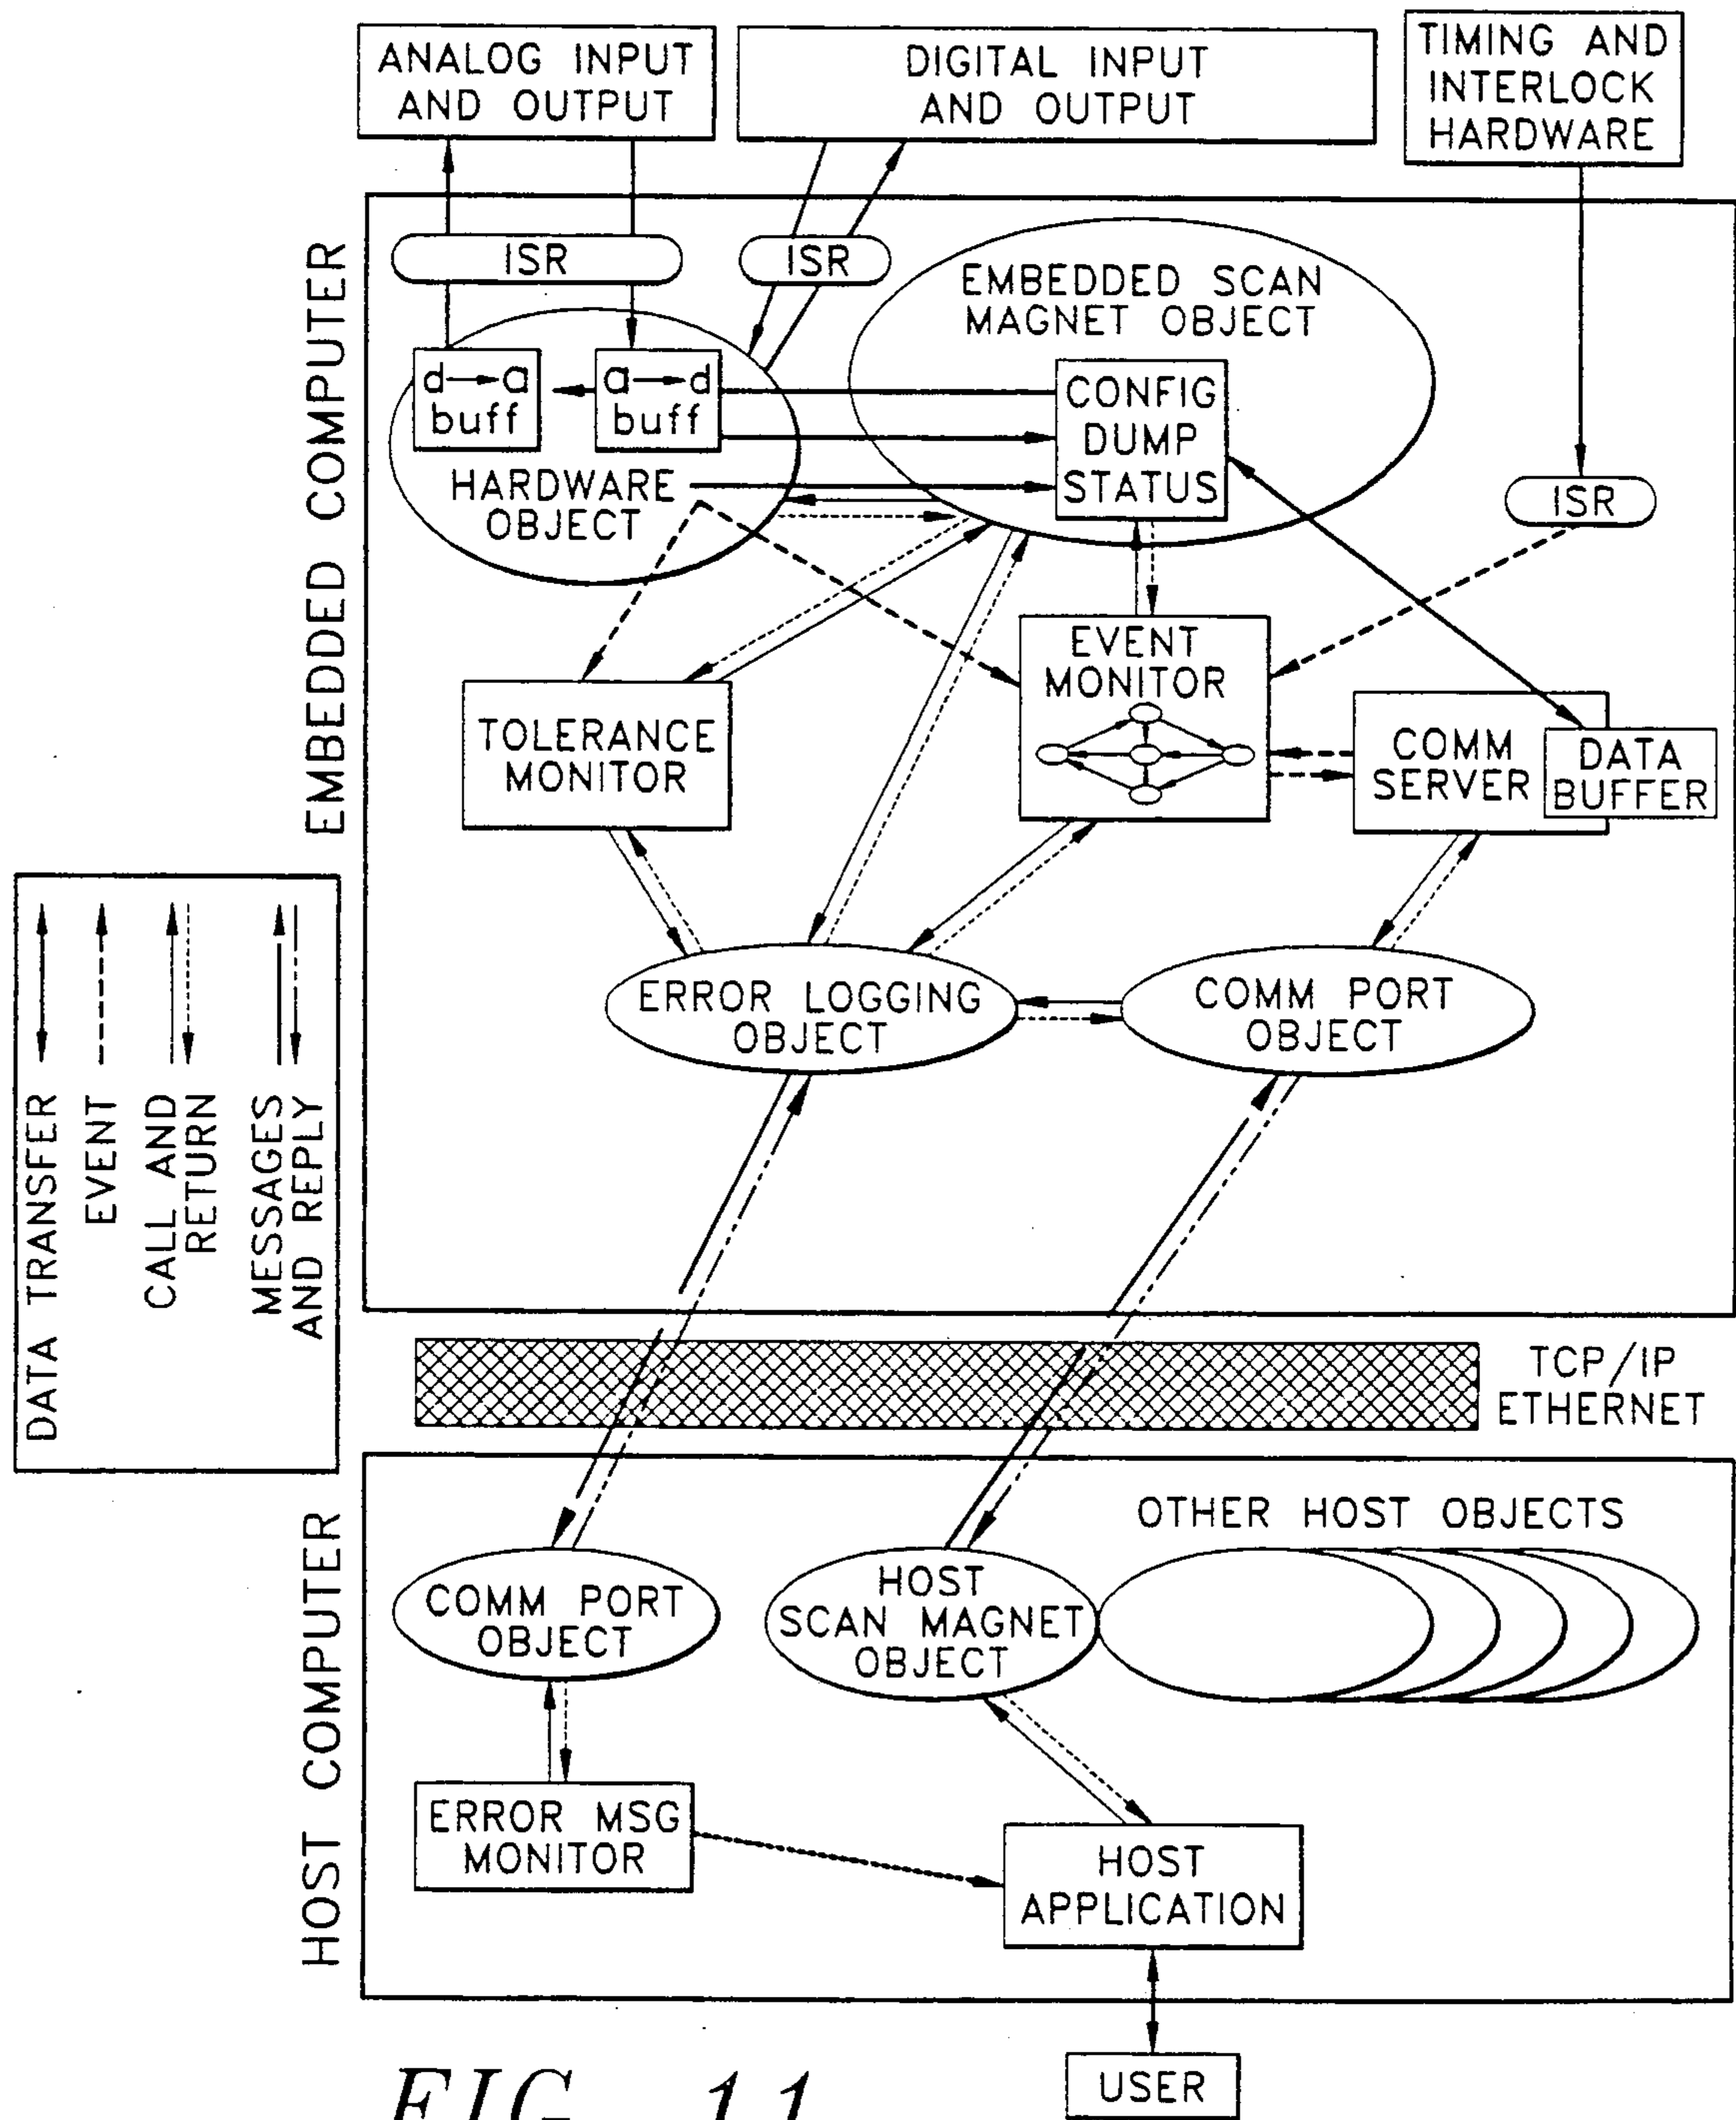 ANALOG INPUT
AND OUTPUT
DIGITAL INPUT
AND OUTPUT
TIMING AND
INTERLOCK
HARDWARE
EMBEDDED COMPUTER
ISR
ISR
EMBEDDED SCAN
MAGNET OBJECT
d→a
buff
a→d
buff
CONFIG
DUMP
STATUS
HARDWARE
OBJECT
ISR
TOLERANCE
MONITOR
EVENT
MONITOR
COMM
SERVER
DATA
BUFFER
ERROR LOGGING
OBJECT
COMM PORT
OBJECT
DATA TRANSFER
EVENT
CALL AND
RETURN
MESSAGES
AND REPLY
TCP/IP
ETHERNET
HOST COMPUTER
OTHER HOST OBJECTS
COMM PORT
OBJECT
HOST
SCAN MAGNET
OBJECT
ERROR MSG
MONITOR
HOST
APPLICATION
USER
FIG. 11